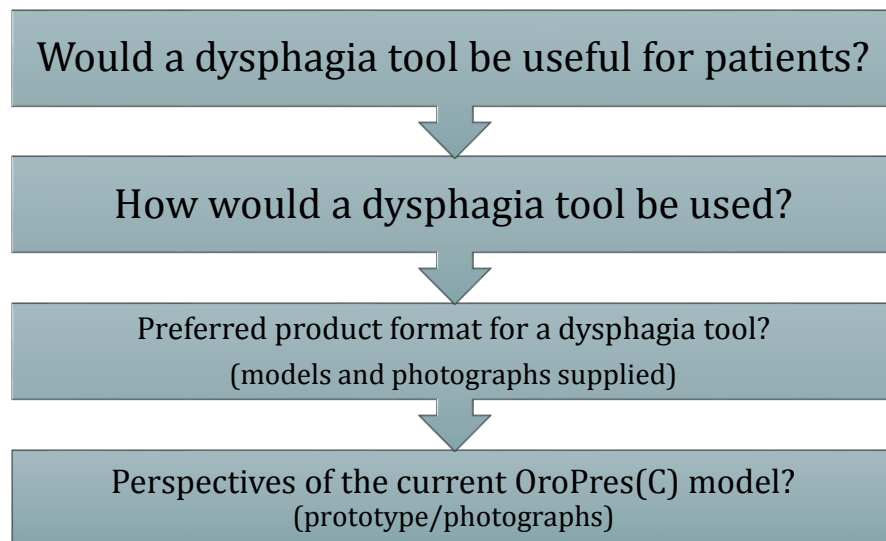 Would a dysphagia tool be useful for patients?
How would a dysphagia tool be used?
Preferred product format for a dysphagia tool?
(models and photographs supplied)
Perspectives of the current OroPres(C) model?
(prototype/photographs)